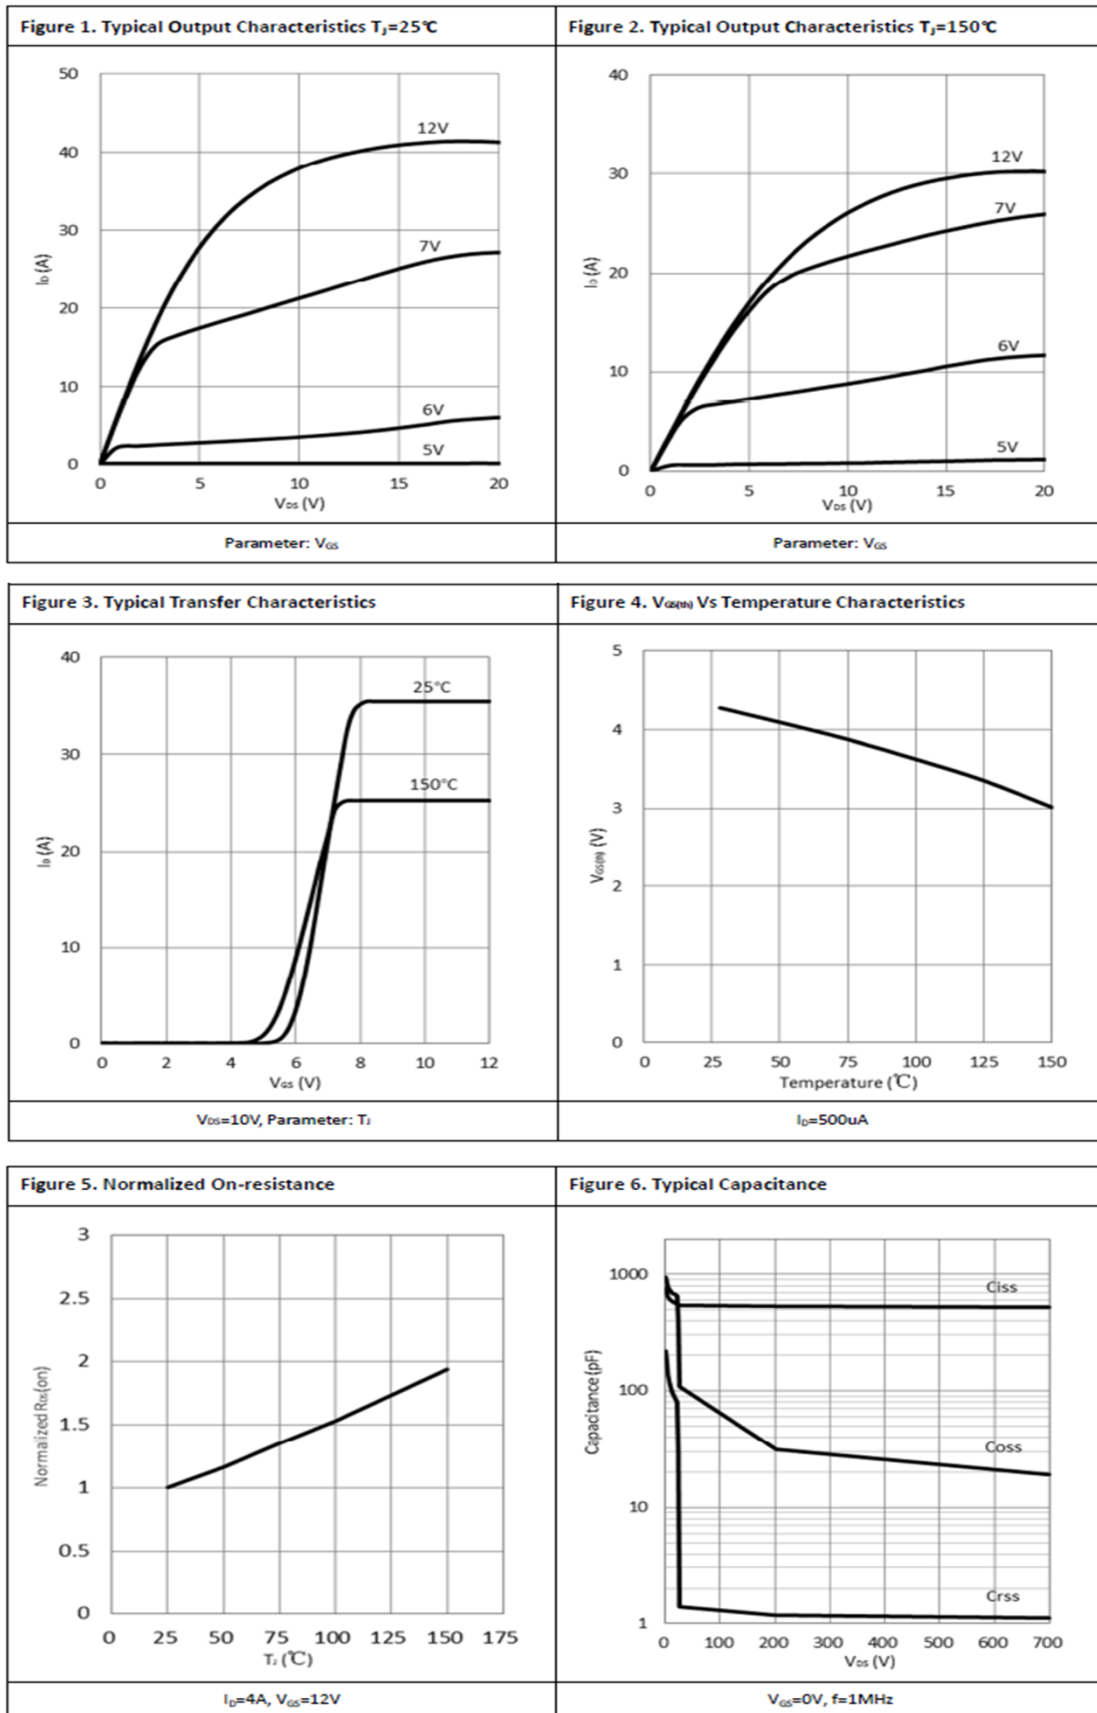 Figure 1. Typical Output Characteristics TJ=25℃
50
40
30
20
10
0
ID (A)
12V
7V
6V
5V
0 5 10 15 20
VDS (V)
Parameter: VGS
Figure 2. Typical Output Characteristics TJ=150℃
40
30
20
10
0
ID (A)
12V
7V
6V
5V
0 5 10 15 20
VDS (V)
Parameter: VGS
Figure 3. Typical Transfer Characteristics
40
30
20
10
0
ID (A)
25°C
150°C
0 2 4 6 8 10 12
VGS (V)
VDS=10V, Parameter: TJ
Figure 4. VGS(th) Vs Temperature Characteristics
5
4
3
2
1
0
VGS(th) (V)
0 25 50 75 100 125 150
Temperature (℃)
ID=500uA
Figure 5. Normalized On-resistance
3
2.5
2
1.5
1
0.5
0
Normaized RDS(on)
0 25 50 75 100 125 150 175
TJ (℃)
ID=4A, VGS=12V
Figure 6. Typical Capacitance
1000
100
10
1
Capacitance (pF)
Ciss
Coss
Crss
0 100 200 300 400 500 600 700
VDS (V)
VGS=0V, f=1MHz